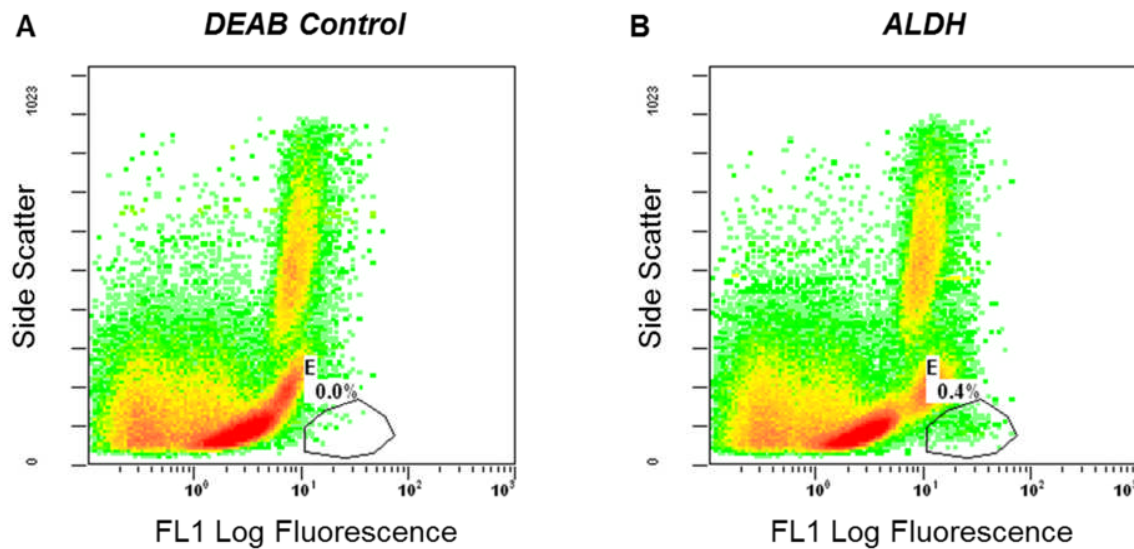 A DEAB Control
1023
Side Scatter
0
E
0.0%
10⁰ 10¹ 10² 10³
FL1 Log Fluorescence
B ALDH
1023
Side Scatter
0
E
0.4%
10⁰ 10¹ 10² 10
FL1 Log Fluorescence